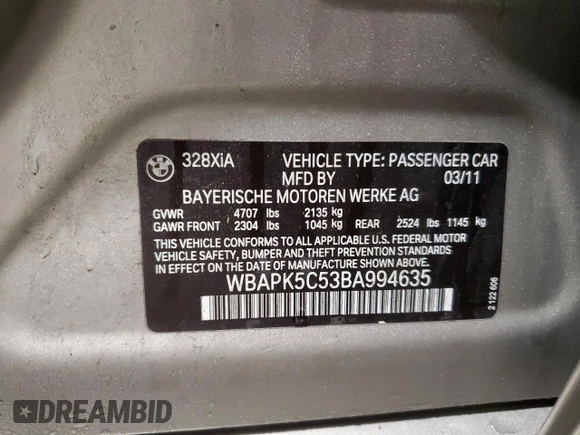 328XiA VEHICLE TYPE: PASSENGER CAR
MFD BY 03/11
BAYERISCHE MOTOREN WERKE AG
GVWR 4707 lbs 2135 kg
GAWR FRONT 2304 lbs 1045 kg REAR 2524 lbs 1145 kg
THIS VEHICLE CONFORMS TO ALL APPLICABLE U.S. FEDERAL MOTOR
VEHICLE SAFETY, BUMPER AND THEFT PREVENTION STANDARDS IN
EFFECT ON THE DATE OF MANUFACTURE SHOWN ABOVE.
WBAPK5C53BA994635
2 122 606
DREAMBID